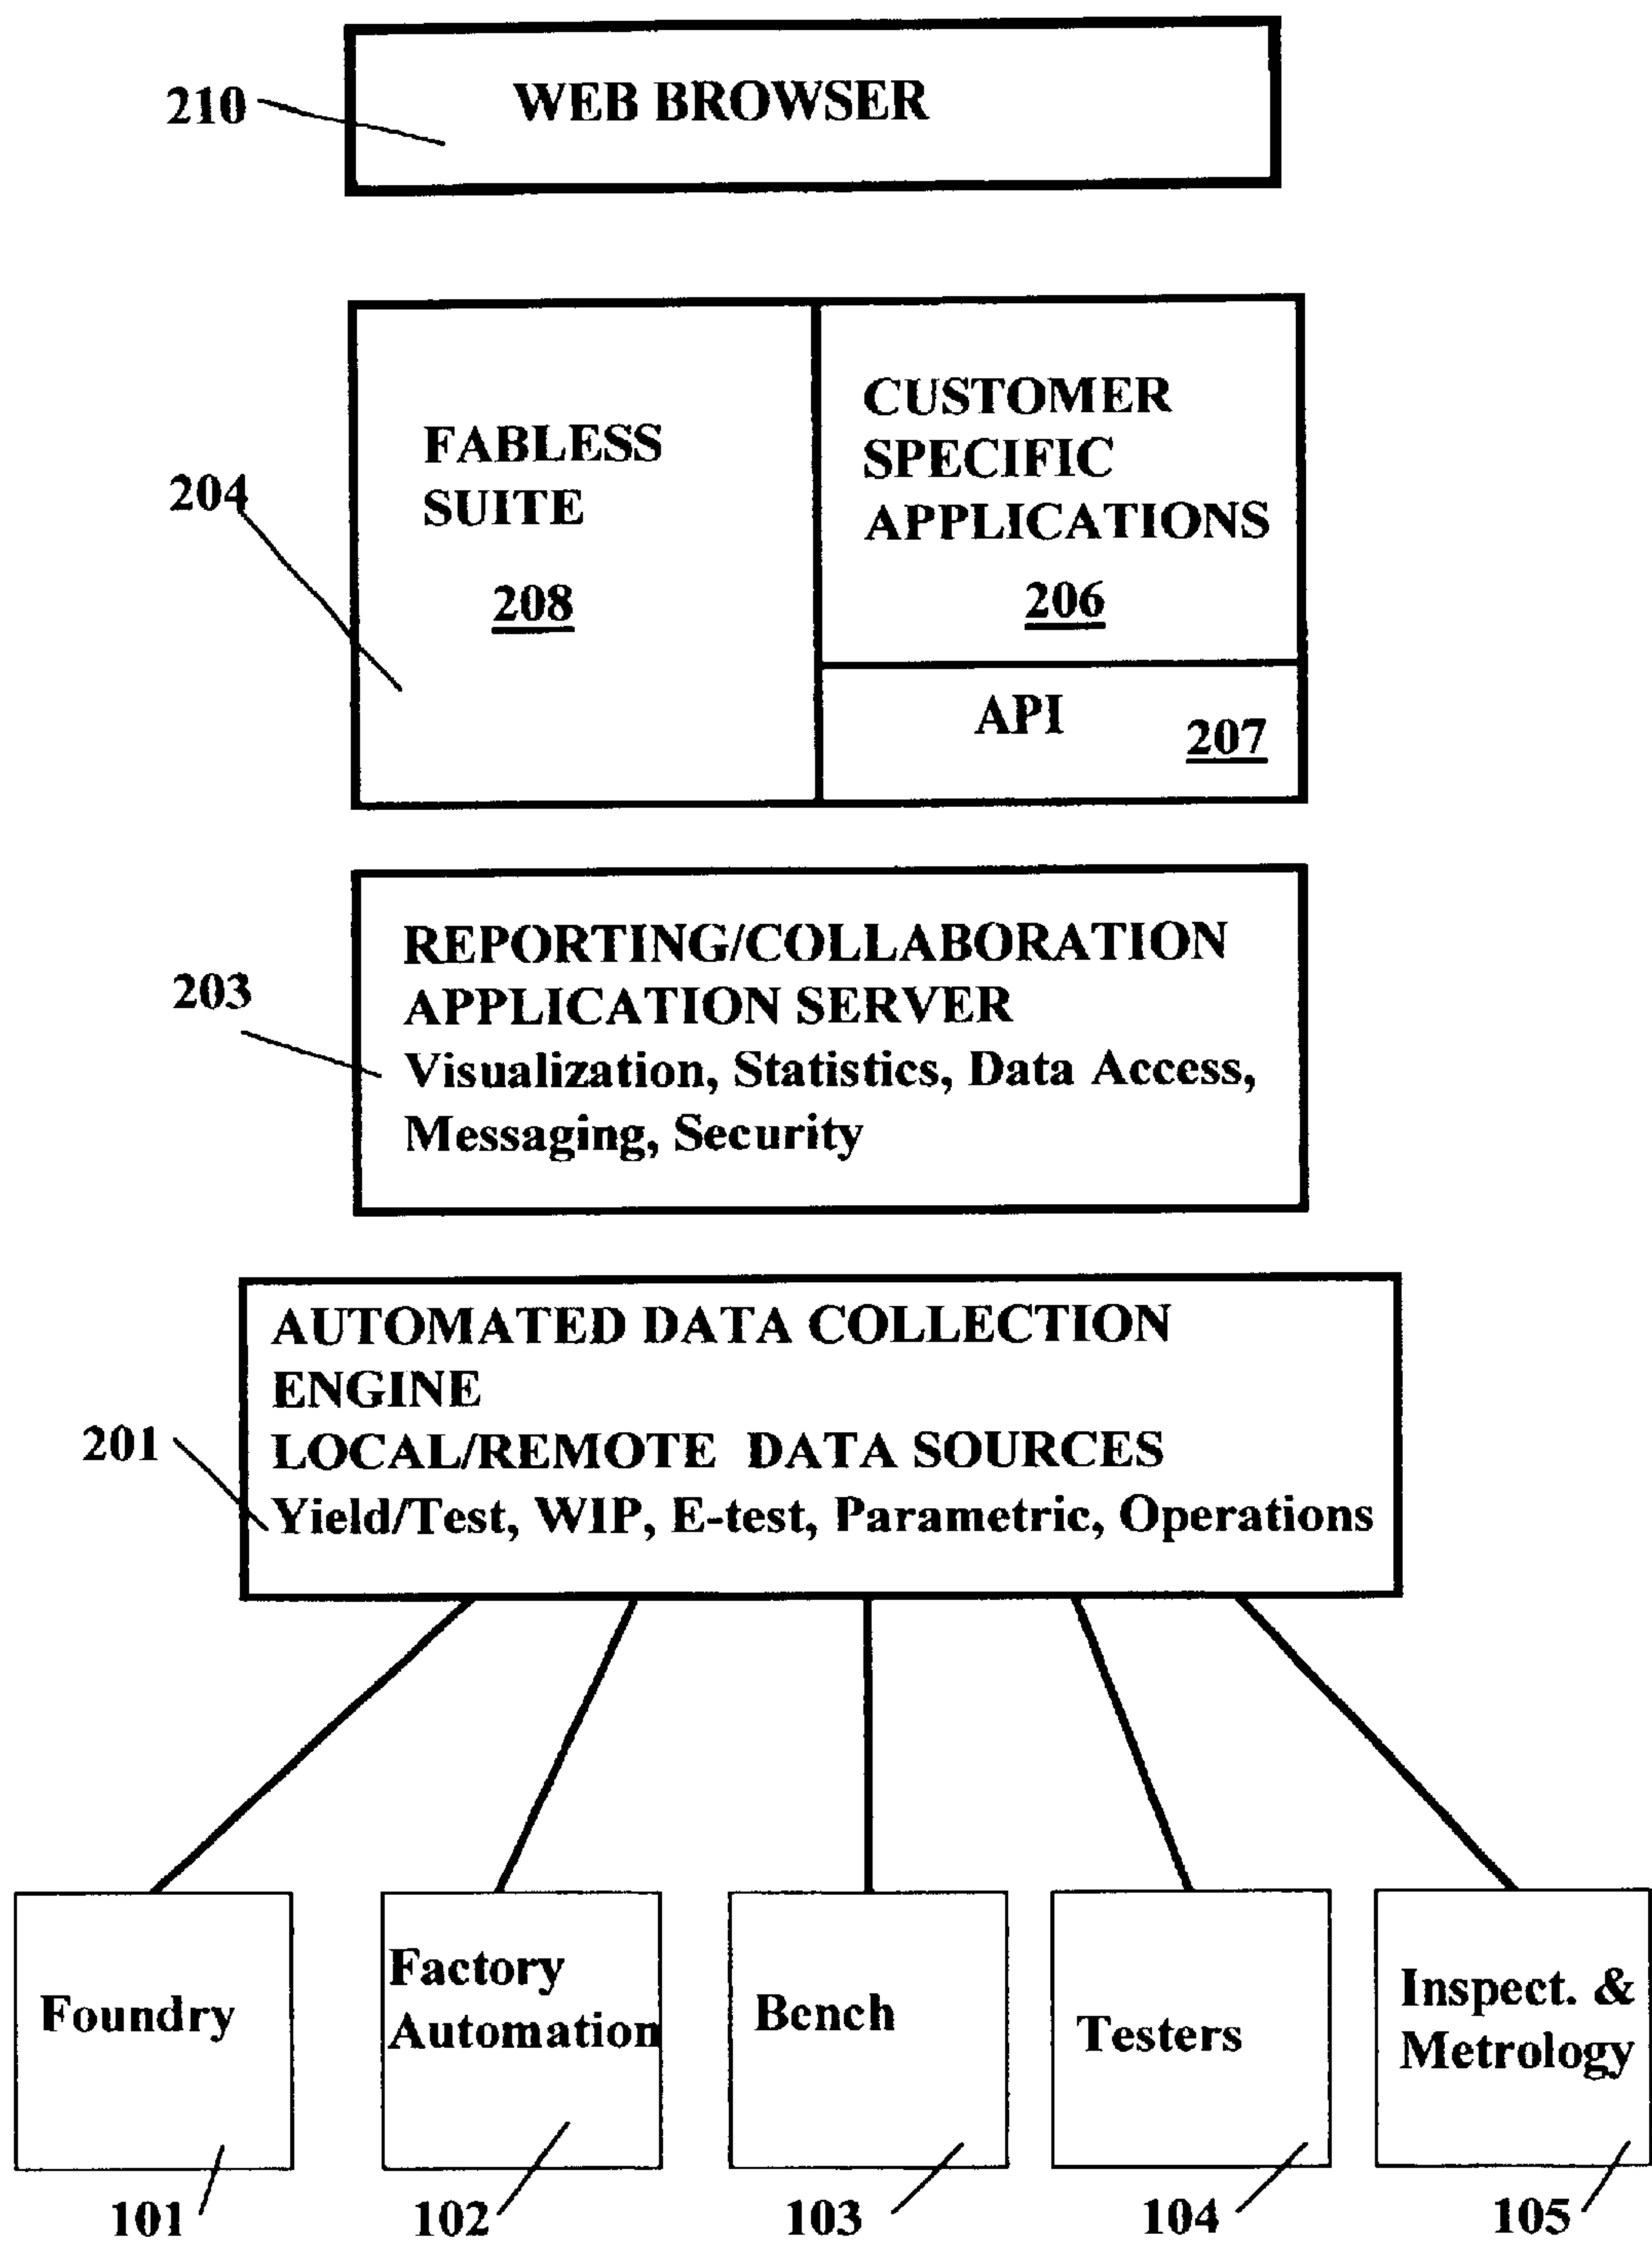 WEB BROWSER
210
FABLESS
SUITE
208
CUSTOMER
SPECIFIC
APPLICATIONS
206
API
207
204
REPORTING/COLLABORATION
APPLICATION SERVER
Visualization, Statistics, Data Access,
Messaging, Security
203
AUTOMATED DATA COLLECTION
ENGINE
LOCAL/REMOTE DATA SOURCES
Yield/Test, WIP, E-test, Parametric, Operations
201
Foundry
Factory
Automation
Bench
Testers
Inspect. &
Metrology
101
102
103
104
105